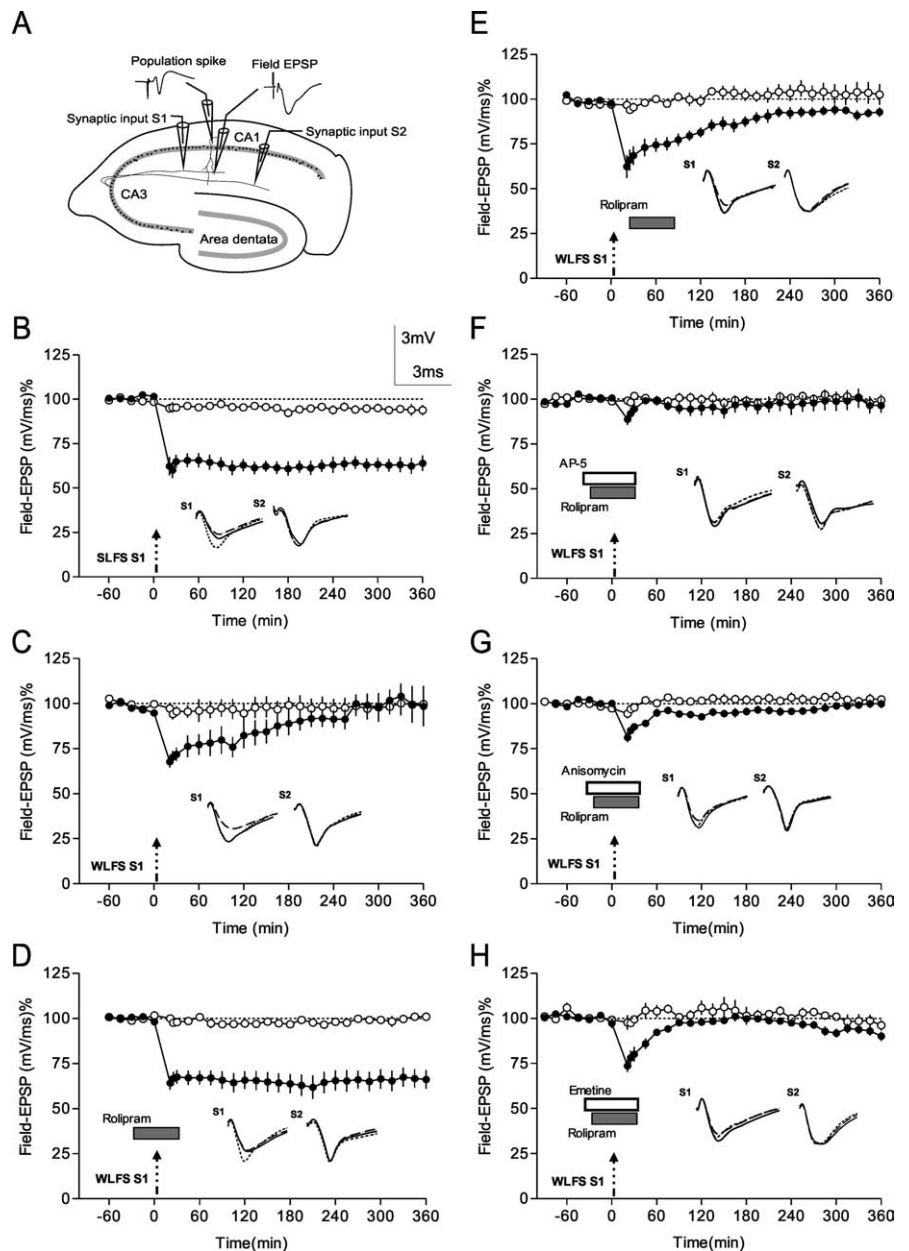 A
Population spike
Field EPSP
Synaptic input S1
CA1
Synaptic input S2
CA3
Area dentata
B
125
100
75
50
25
0
Field-EPSP (mV/ms)%
3mV
3ms
S1
S2
SLFS S1
-60 0 60 120 180 240 300 360
Time (min)
C
125
100
75
50
25
0
Field-EPSP (mV/ms)%
S1
S2
WLFS S1
-60 0 60 120 180 240 300 360
Time (min)
D
125
100
75
50
25
0
Field-EPSP (mV/ms)%
Rolipram
S1
S2
WLFS S1
-60 0 60 120 180 240 300 360
Time(min)
E
125
100
75
50
25
0
Field-EPSP (mV/ms)%
S1
S2
Rolipram
WLFS S1
-60 0 60 120 180 240 300 360
Time (min)
F
125
100
75
50
25
0
Field-EPSP (mV/ms)%
AP-5
Rolipram
S1
S2
WLFS S1
-60 0 60 120 180 240 300 360
Time (min)
G
125
100
75
50
25
0
Field-EPSP (mV/ms)%
Anisomycin
Rolipram
S1
S2
WLFS S1
-60 0 60 120 180 240 300 360
Time(min)
H
125
100
75
50
25
0
Field-EPSP (mV/ms)%
Emetine
Rolipram
S1
S2
WLFS S1
-60 0 60 120 180 240 300 360
Time (min)